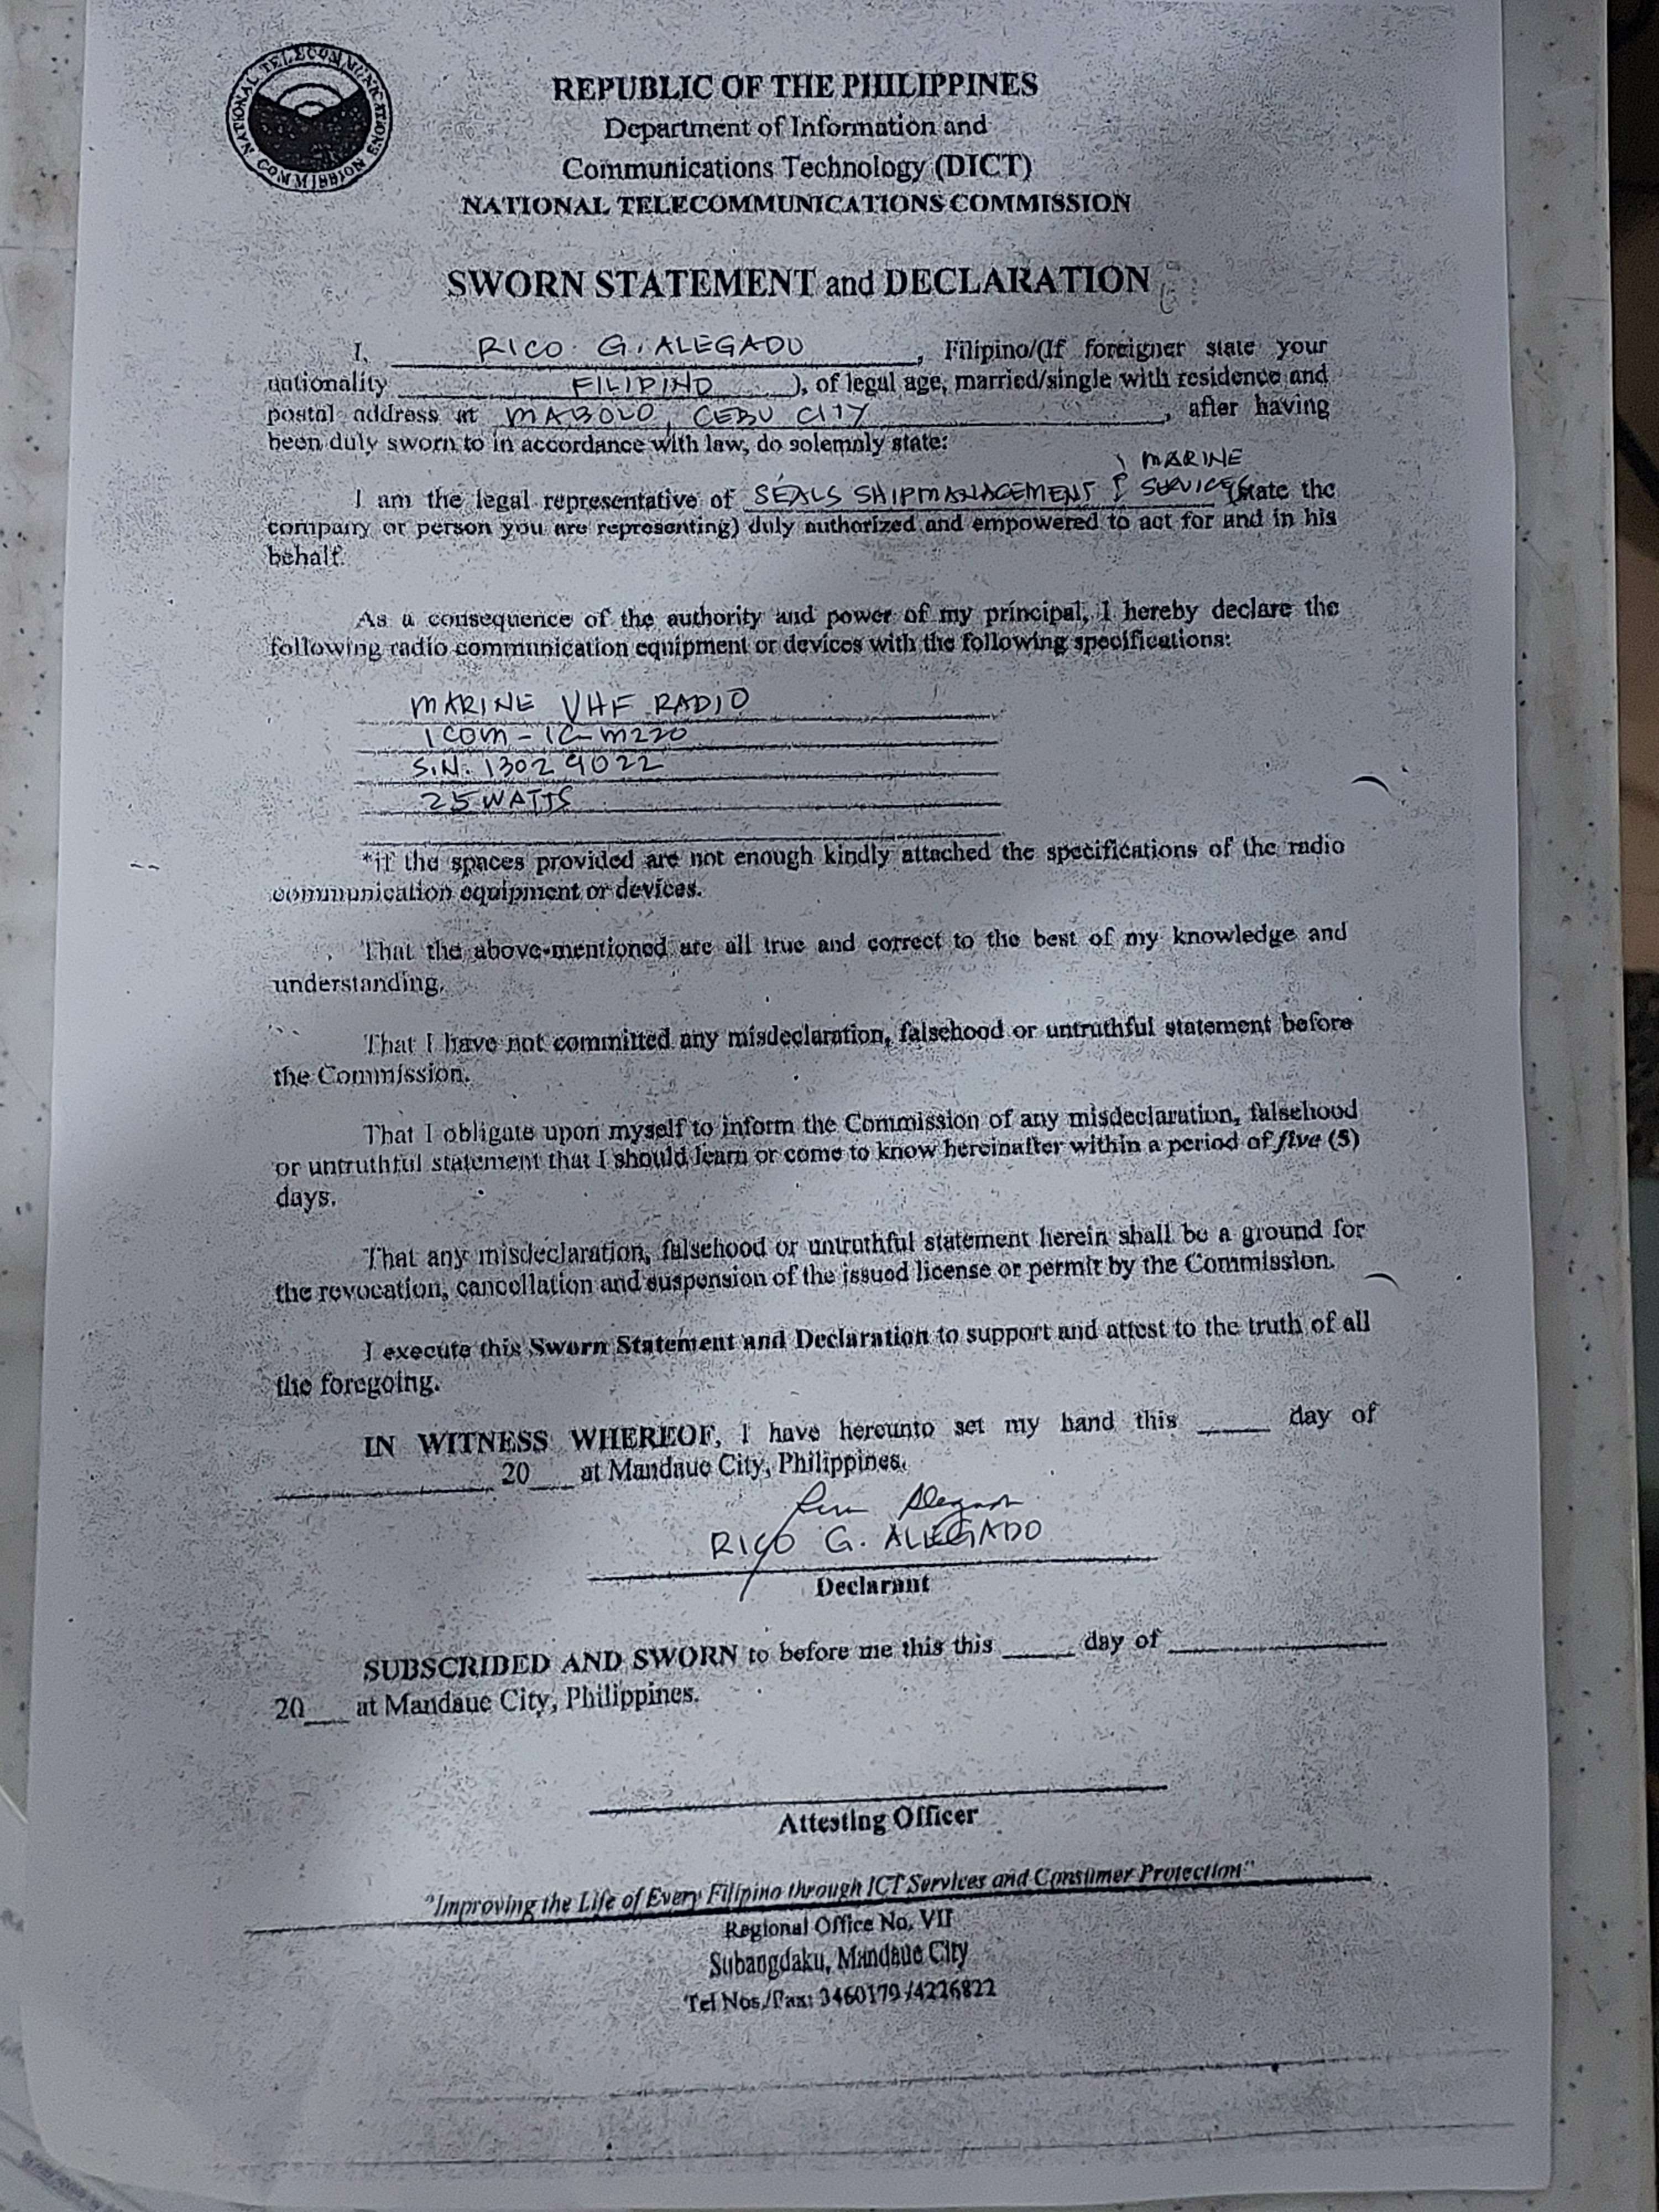 NATIONAL TELECOMMUNICATIONS COMMISSION
REPUBLIC OF THE PHILIPPINES
Department of Information and
Communications Technology (DICT)
NATIONAL TELECOMMUNICATIONS COMMISSION
SWORN STATEMENT and DECLARATION
I, RICO G. ALEGADO, Filipino/(If foreigner state your
nationality FILIPINO), of legal age, married/single with residence and
postal address at MABOLO, CEBU CITY, after having
been duly sworn to in accordance with law, do solemnly state:
MARINE
I am the legal representative of SEALS SHIPMANAGEMENT & SERVICES (state the
company or person you are representing) duly authorized and empowered to act for and in his
behalf.
As a consequence of the authority and power of my principal, I hereby declare the
following radio communication equipment or devices with the following specifications:
MARINE VHF RADIO
ICOM - IC-M220
S.N. 13029022
25 WATTS
*if the spaces provided are not enough kindly attached the specifications of the radio
communication equipment or devices.
That the above-mentioned are all true and correct to the best of my knowledge and
understanding.
That I have not committed any misdeclaration, falsehood or untruthful statement before
the Commission.
That I obligate upon myself to inform the Commission of any misdeclaration, falsehood
or untruthful statement that I should learn or come to know hereinafter within a period of five (5)
days.
That any misdeclaration, falsehood or untruthful statement herein shall be a ground for
the revocation, cancellation and suspension of the issued license or permit by the Commission.
I execute this Sworn Statement and Declaration to support and attest to the truth of all
the foregoing.
IN WITNESS WHEREOF, I have hereunto set my hand this ____ day of
____ 20___ at Mandaue City, Philippines.
RICO G. ALEGADO
Declarant
SUBSCRIBED AND SWORN to before me this this ____ day of ____
20___ at Mandaue City, Philippines.
Attesting Officer
"Improving the Life of Every Filipino through ICT Services and Consumer Protection"
Regional Office No. VII
Subangdaku, Mandaue City
Tel Nos./Fax: 3460179/4226822